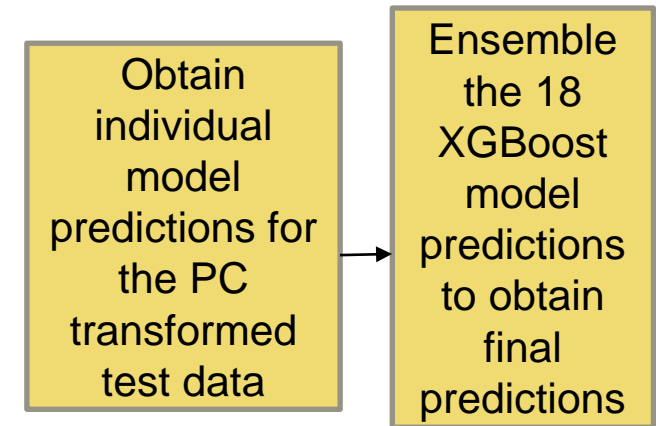 Obtain
individual
model
predictions for
the PC
transformed
test data
Ensemble
the 18
XGBoost
model
predictions
to obtain
final
predictions